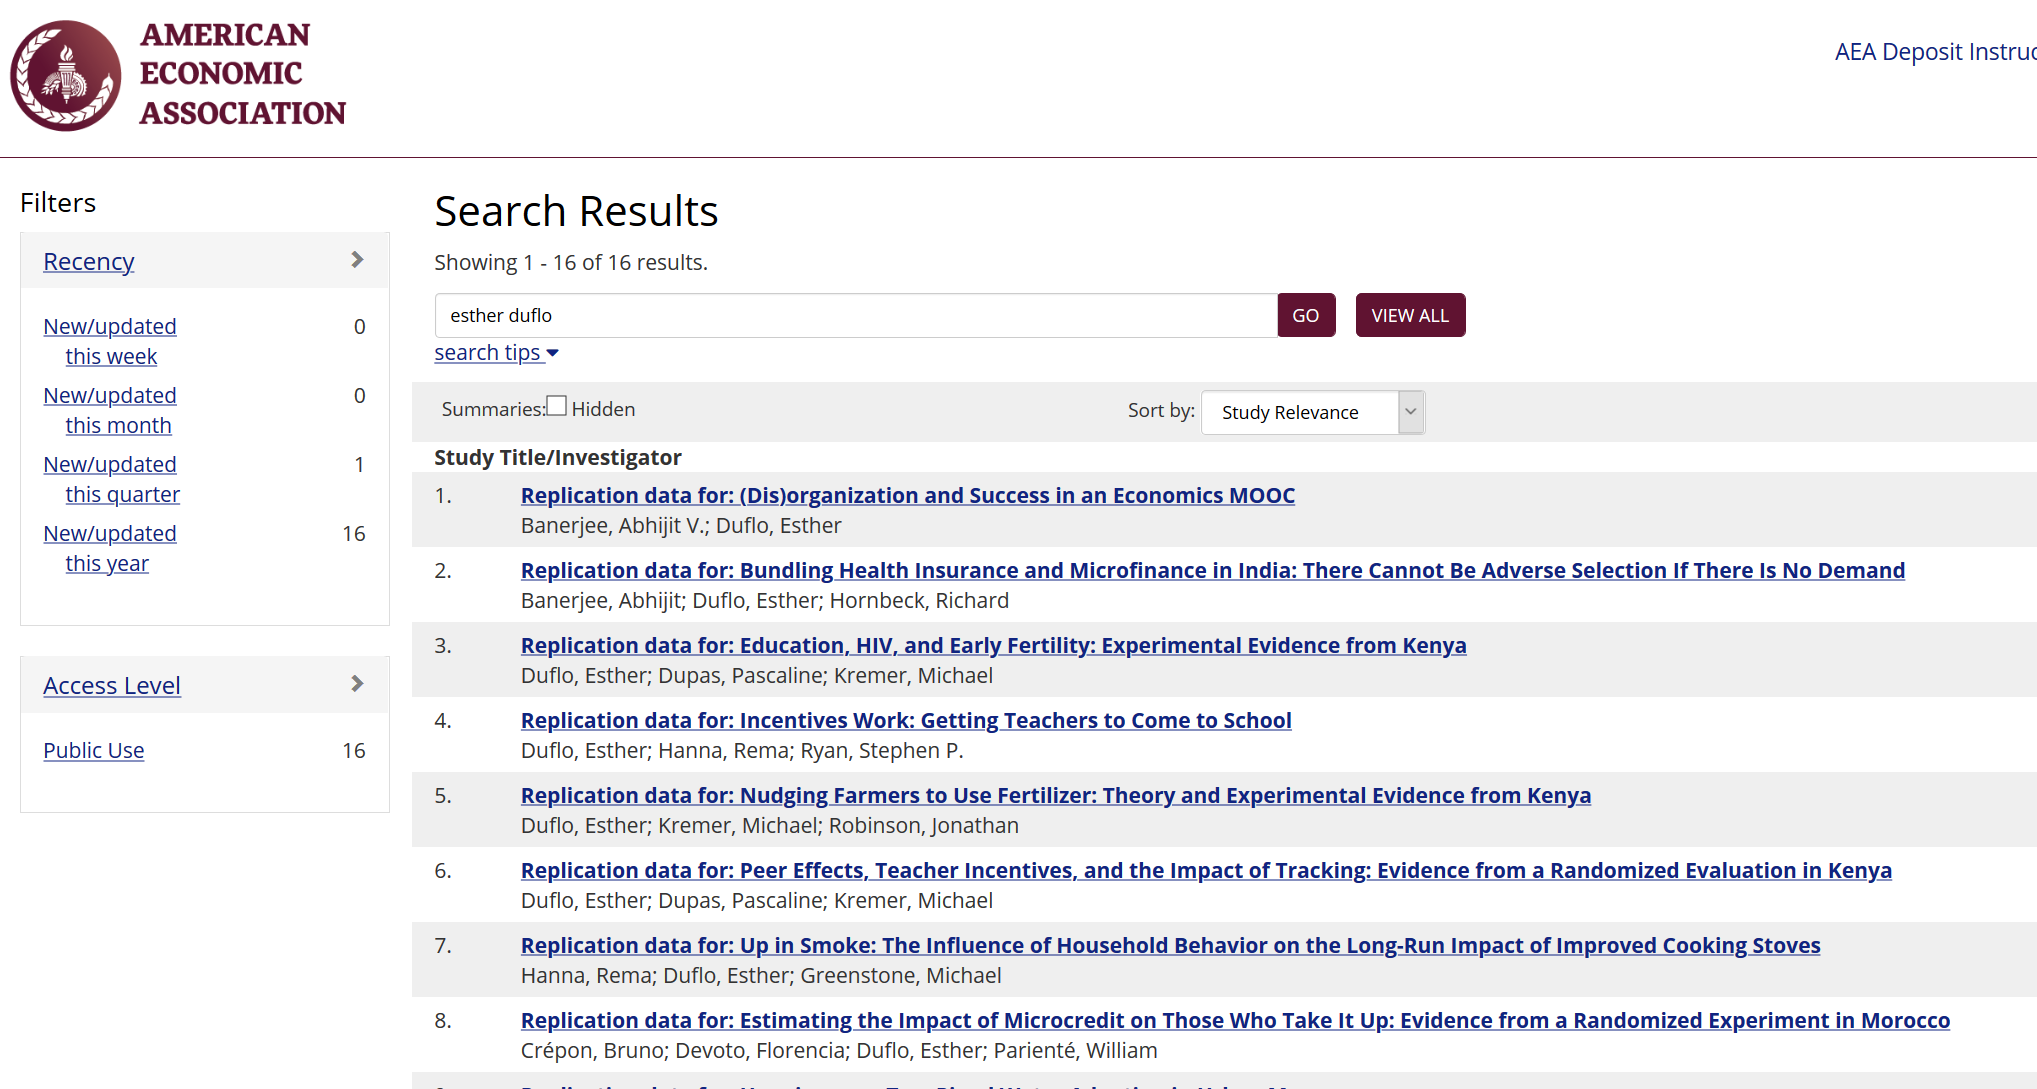 AMERICAN
ECONOMIC
ASSOCIATION
AEA Deposit Instruc
Filters
Recency
New/updated this week 0
New/updated this month 0
New/updated this quarter 1
New/updated this year 16
Access Level
Public Use 16
Search Results
Showing 1 - 16 of 16 results.
esther duflo
GO
VIEW ALL
search tips
Summaries: Hidden
Sort by: Study Relevance
Study Title/Investigator
1. Replication data for: (Dis)organization and Success in an Economics MOOC
Banerjee, Abhijit V.; Duflo, Esther
2. Replication data for: Bundling Health Insurance and Microfinance in India: There Cannot Be Adverse Selection If There Is No Demand
Banerjee, Abhijit; Duflo, Esther; Hornbeck, Richard
3. Replication data for: Education, HIV, and Early Fertility: Experimental Evidence from Kenya
Duflo, Esther; Dupas, Pascaline; Kremer, Michael
4. Replication data for: Incentives Work: Getting Teachers to Come to School
Duflo, Esther; Hanna, Rema; Ryan, Stephen P.
5. Replication data for: Nudging Farmers to Use Fertilizer: Theory and Experimental Evidence from Kenya
Duflo, Esther; Kremer, Michael; Robinson, Jonathan
6. Replication data for: Peer Effects, Teacher Incentives, and the Impact of Tracking: Evidence from a Randomized Evaluation in Kenya
Duflo, Esther; Dupas, Pascaline; Kremer, Michael
7. Replication data for: Up in Smoke: The Influence of Household Behavior on the Long-Run Impact of Improved Cooking Stoves
Hanna, Rema; Duflo, Esther; Greenstone, Michael
8. Replication data for: Estimating the Impact of Microcredit on Those Who Take It Up: Evidence from a Randomized Experiment in Morocco
Crépon, Bruno; Devoto, Florencia; Duflo, Esther; Parienté, William